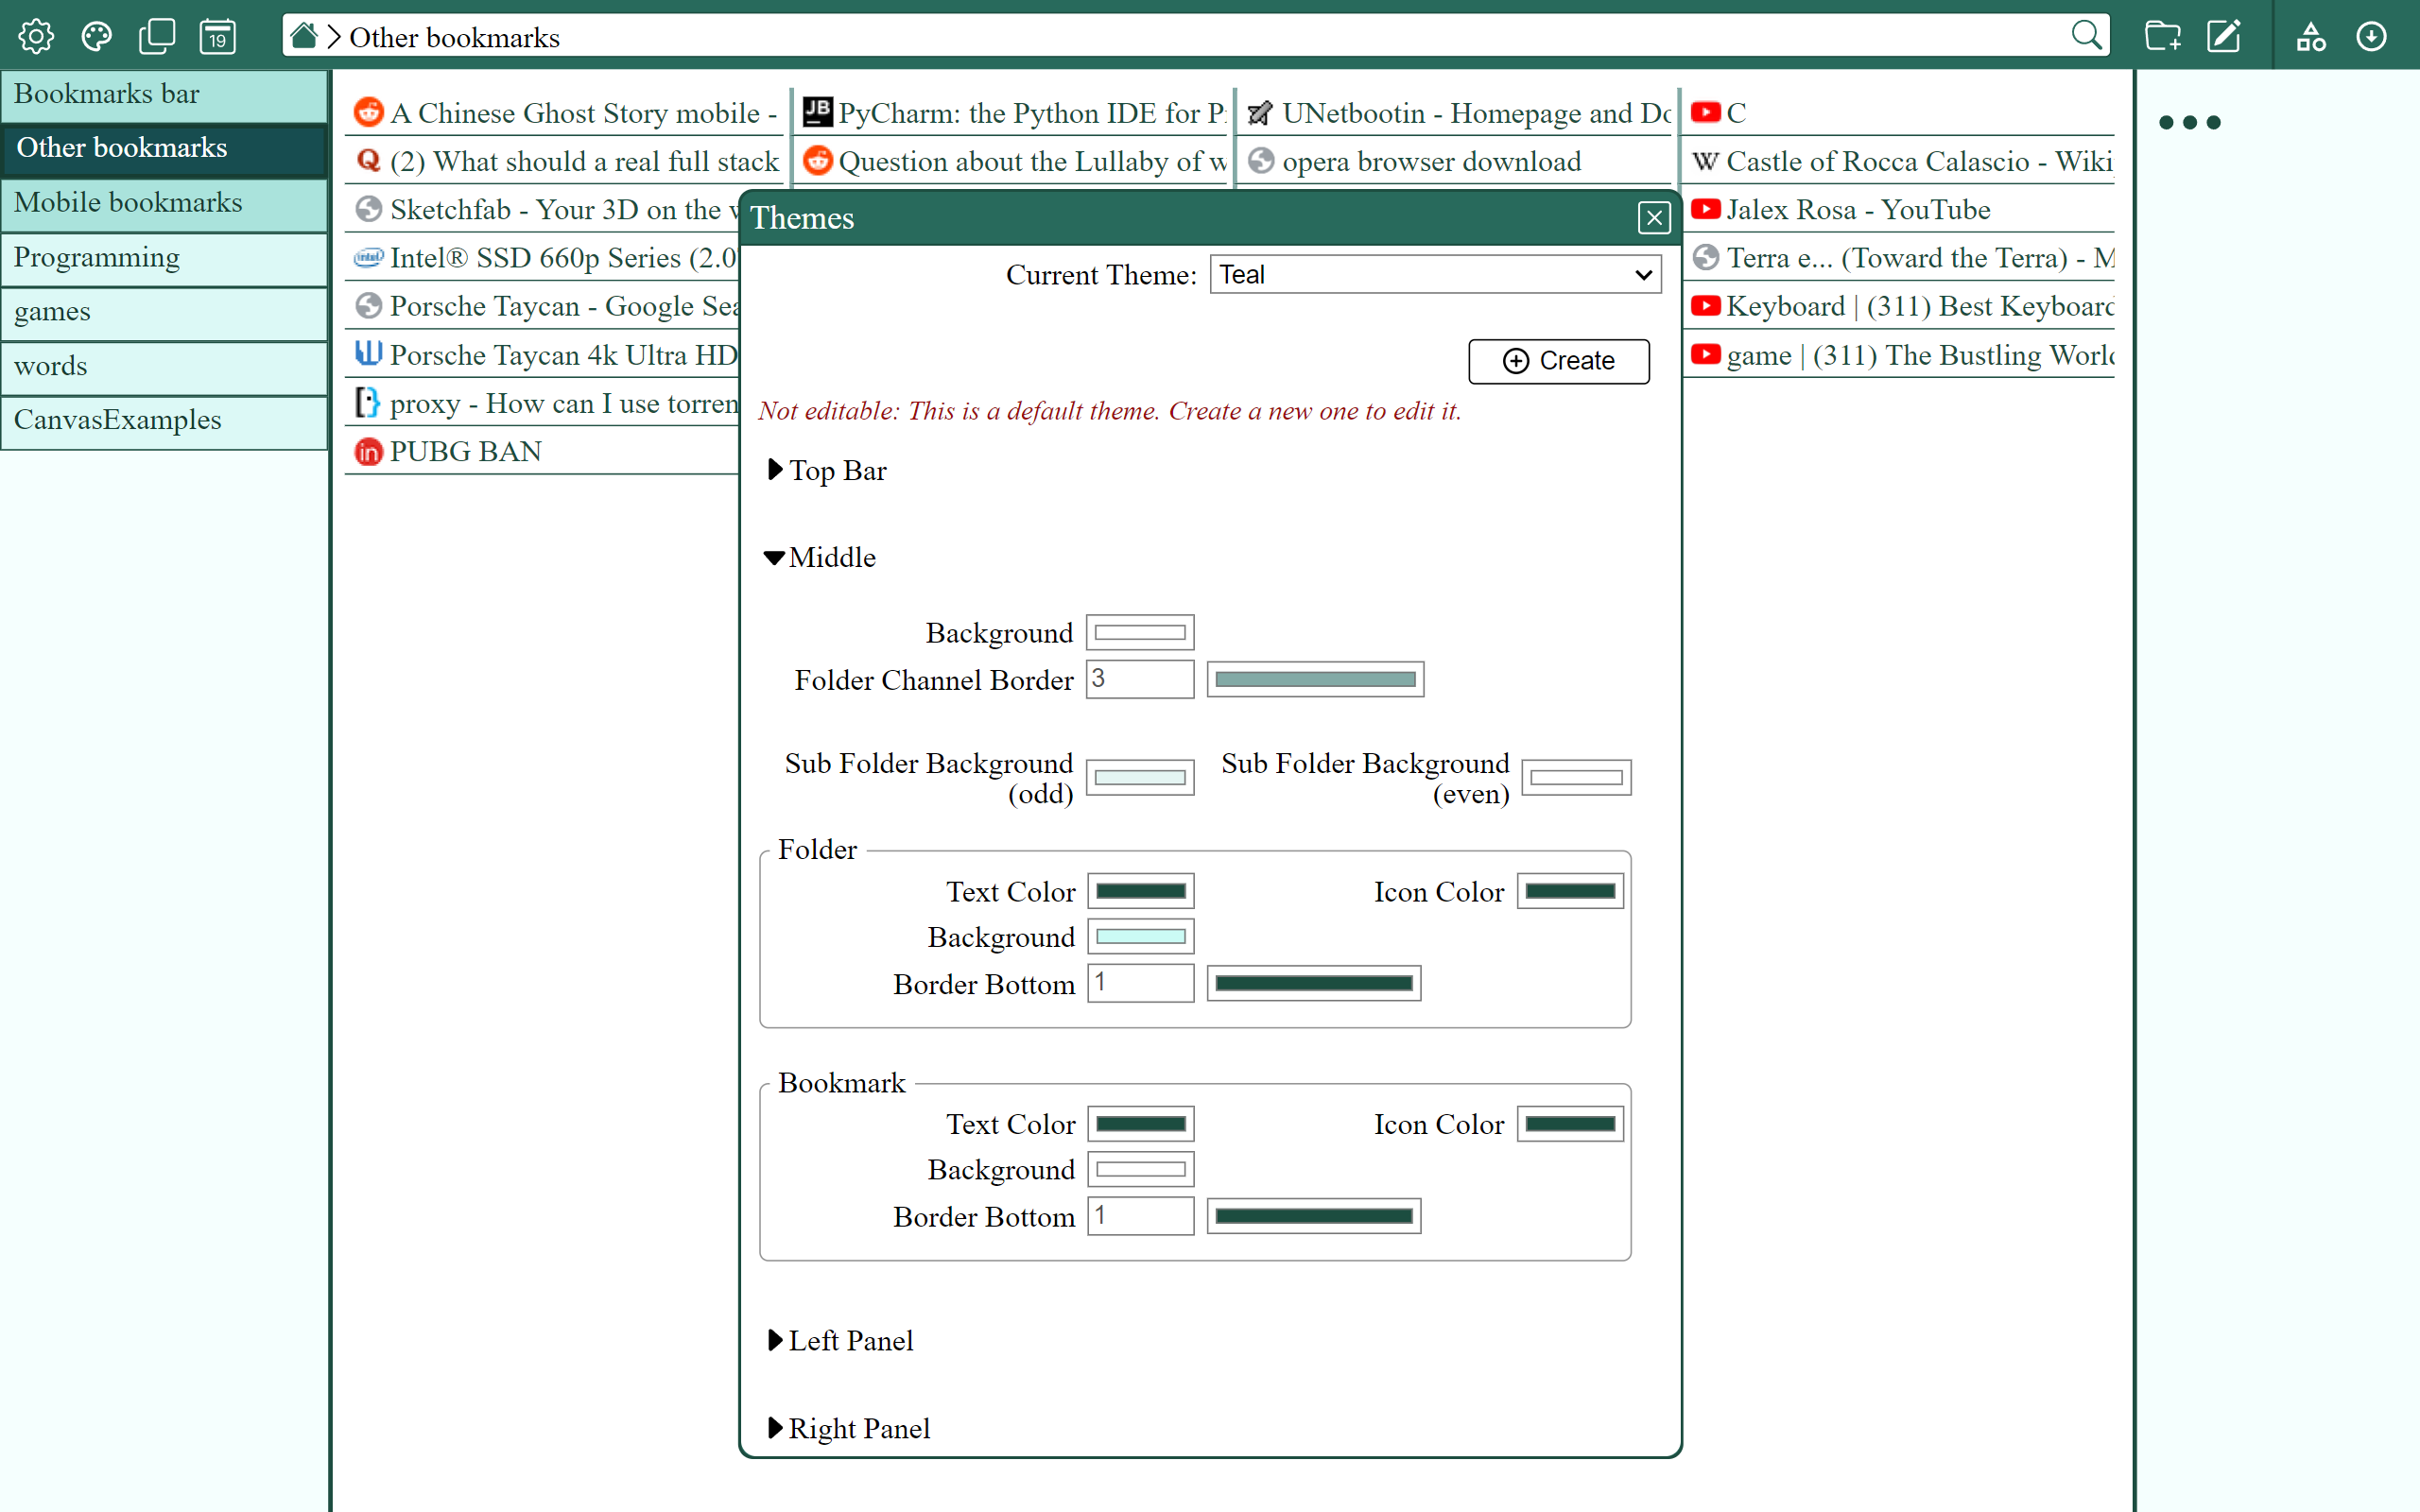 19
Other bookmarks
Bookmarks bar
Other bookmarks
Mobile bookmarks
Programming
games
words
CanvasExamples
A Chinese Ghost Story mobile -
(2) What should a real full stack
Sketchfab - Your 3D on the
Intel® SSD 660p Series (2.0
Porsche Taycan - Google Sea
Porsche Taycan 4k Ultra HD
proxy - How can I use torren
PUBG BAN
PyCharm: the Python IDE for P
Question about the Lullaby of w
UNetbootin - Homepage and Do
opera browser download
C
Castle of Rocca Calascio - Wiki
Jalex Rosa - YouTube
Terra e... (Toward the Terra) - M
Keyboard | (311) Best Keyboard
game | (311) The Bustling World
Themes
Current Theme: Teal
Create
Not editable: This is a default theme. Create a new one to edit it.
Top Bar
Middle
Background
Folder Channel Border 3
Sub Folder Background
(odd)
Sub Folder Background
(even)
Folder
Text Color
Icon Color
Background
Border Bottom 1
Bookmark
Text Color
Icon Color
Background
Border Bottom 1
Left Panel
Right Panel